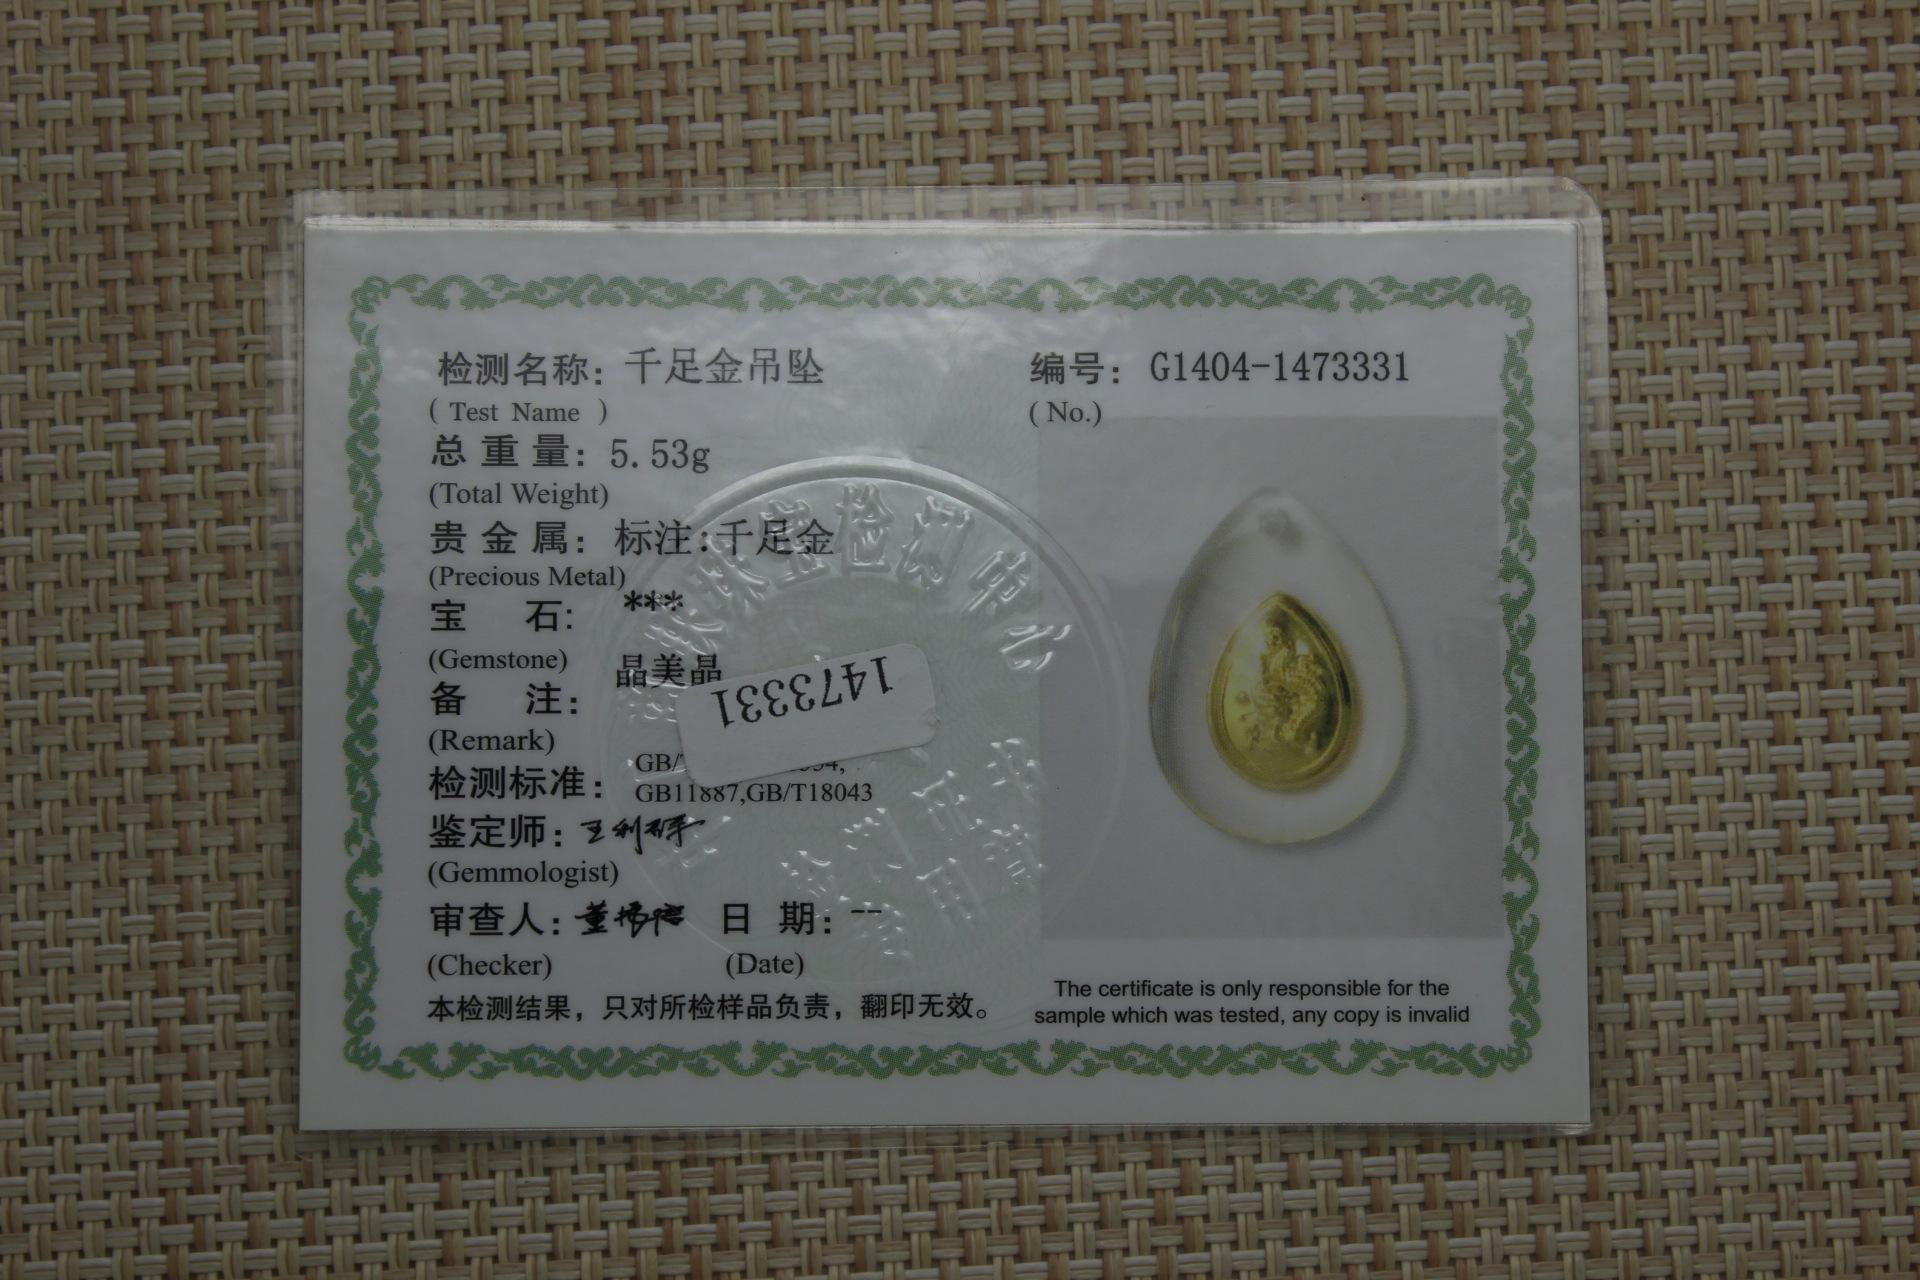 检测名称：千足金吊坠
编号：G1404-1473331
( Test Name )
( No.)
总重量：5.53g
(Total Weight)
贵金属：标注:千足金
(Precious Metal)
宝石: ***
(Gemstone)
晶美晶
1473331
备注：
(Remark)
GB/
检测标准：
GB11887,GB/T18043
鉴定师：
(Gemmologist)
审查人： 日期：--
(Checker) (Date)
本检测结果，只对所检样品负责，翻印无效。
The certificate is only responsible for the
sample which was tested, any copy is invalid